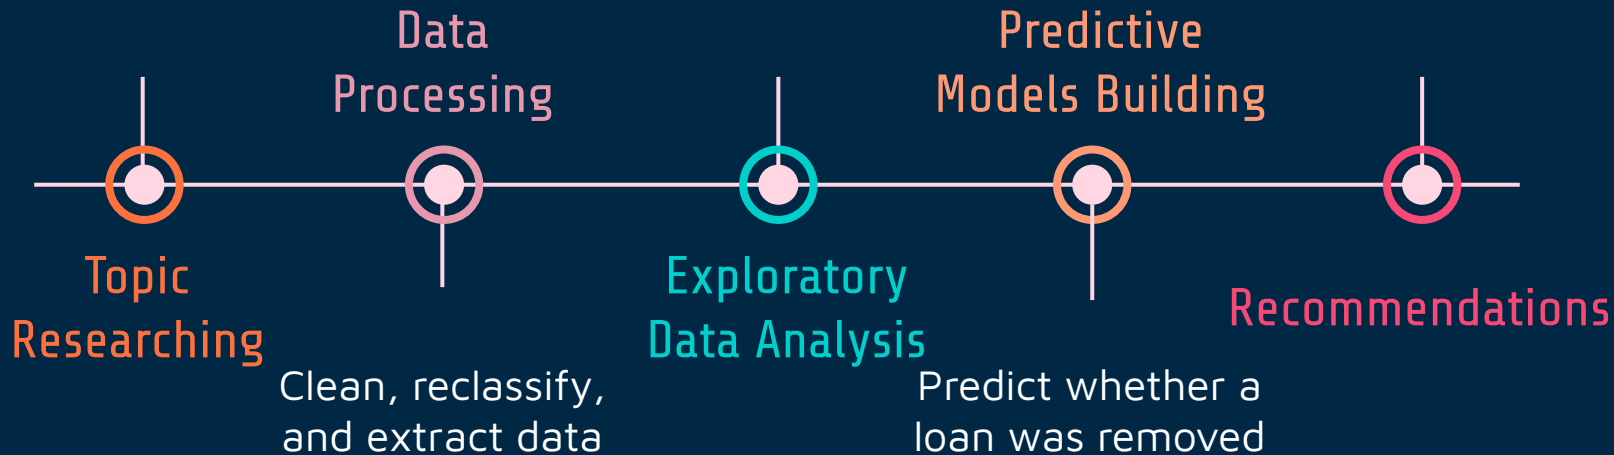 Topic
Researching
Data
Processing
Clean, reclassify,
and extract data
Exploratory
Data Analysis
Predictive
Models Building
Predict whether a
loan was removed
Recommendations